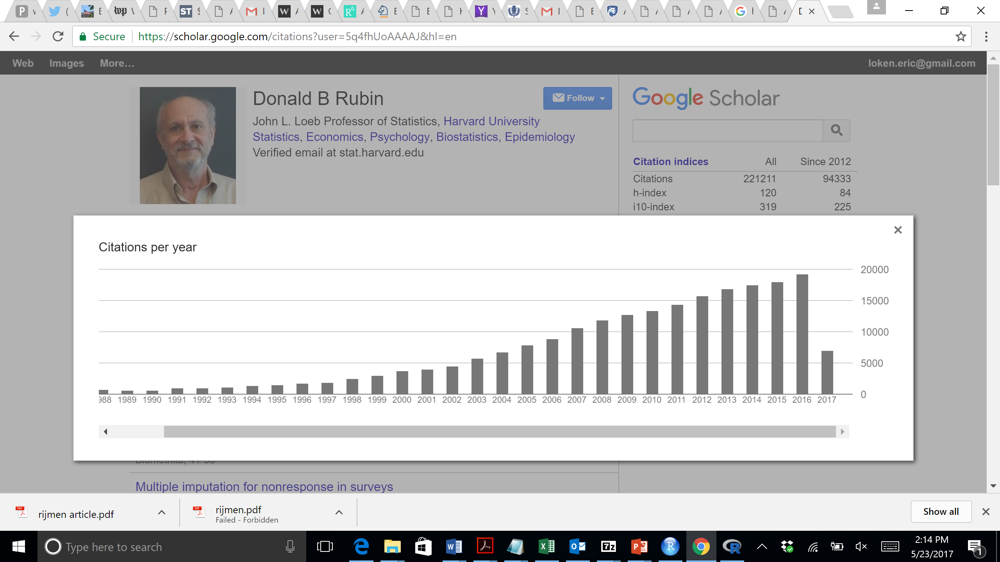 Secure
https://scholar.google.com/citations?user=5q4fhUoAAAAJ&hl=en
Web Images More…
loken.eric@gmail.com
Donald B Rubin
Follow
John L. Loeb Professor of Statistics, Harvard University
Statistics, Economics, Psychology, Biostatistics, Epidemiology
Verified email at stat.harvard.edu
Google Scholar
Citation indices All Since 2012
Citations 221211 94333
h-index 120 84
i10-index 319 225
Citations per year
20000
15000
10000
5000
0
988 1989 1990 1991 1992 1993 1994 1995 1996 1997 1998 1999 2000 2001 2002 2003 2004 2005 2006 2007 2008 2009 2010 2011 2012 2013 2014 2015 2016 2017
Multiple imputation for nonresponse in surveys
rijmen article.pdf
rijmen.pdf
Failed - Forbidden
Show all
Type here to search
2:14 PM
5/23/2017
1